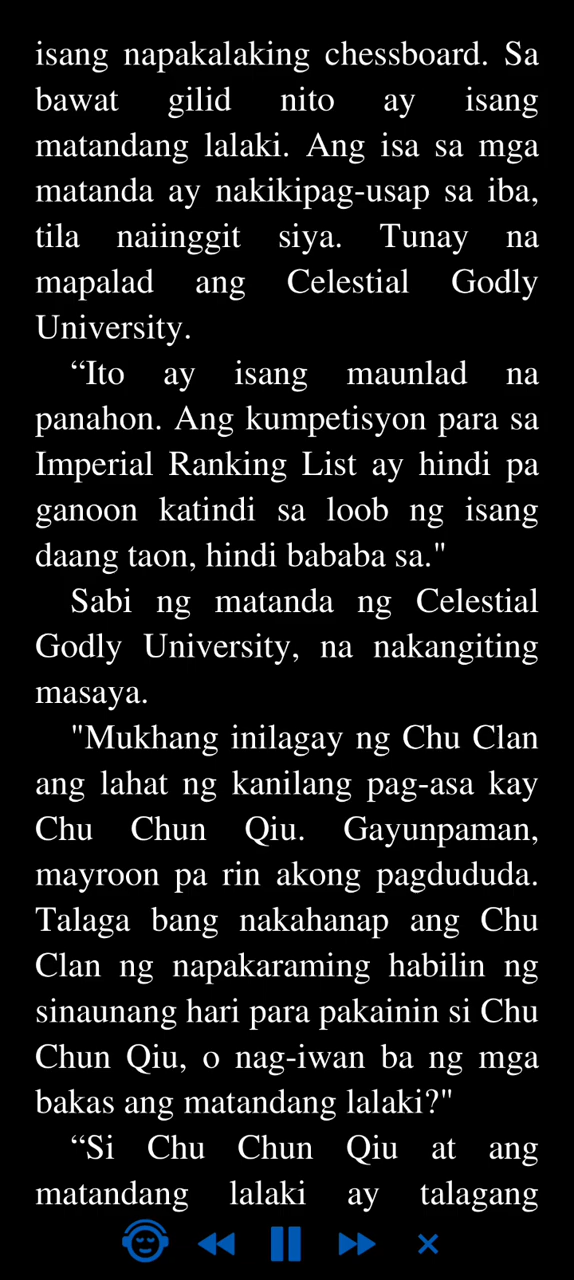 isang napakalaking chessboard. Sa
bawat gilid nito ay isang
matandang lalaki. Ang isa sa mga
matanda ay nakikipag-usap sa iba,
tila naiinggit siya. Tunay na
mapalad ang Celestial Godly
University.
“Ito ay isang maunlad na
panahon. Ang kumpetisyon para sa
Imperial Ranking List ay hindi pa
ganoon katindi sa loob ng isang
daang taon, hindi bababa sa."
Sabi ng matanda ng Celestial
Godly University, na nakangiting
masaya.
"Mukhang inilagay ng Chu Clan
ang lahat ng kanilang pag-asa kay
Chu Chun Qiu. Gayunpaman,
mayroon pa rin akong pagdududa.
Talaga bang nakahanap ang Chu
Clan ng napakaraming habilin ng
sinaunang hari para pakainin si Chu
Chun Qiu, o nag-iwan ba ng mga
bakas ang matandang lalaki?"
“Si Chu Chun Qiu at ang
matandang lalaki ay talagang